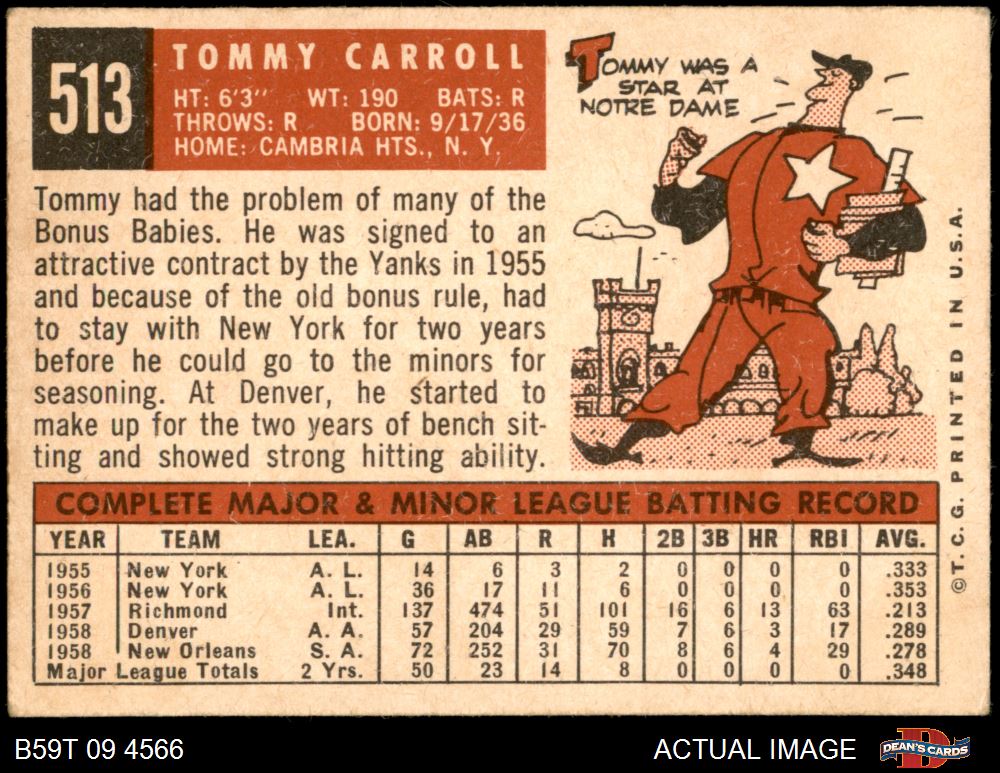 513
TOMMY CARROLL
HT: 6'3" WT: 190 BATS: R
THROWS: R BORN: 9/17/36
HOME: CAMBRIA HTS., N. Y.
TOMMY WAS A
STAR AT
NOTRE DAME
Tommy had the problem of many of the
Bonus Babies. He was signed to an
attractive contract by the Yanks in 1955
and because of the old bonus rule, had
to stay with New York for two years
before he could go to the minors for
seasoning. At Denver, he started to
make up for the two years of bench sit-
ting and showed strong hitting ability.
COMPLETE MAJOR & MINOR LEAGUE BATTING RECORD
YEAR TEAM LEA. G AB R H 2B 3B HR RBI AVG.
1955 New York A. L. 14 6 3 2 0 0 0 0 .333
1956 New York A. L. 36 17 11 6 0 0 0 0 .353
1957 Richmond Int. 137 474 51 101 16 6 13 63 .213
1958 Denver A. A. 57 204 29 59 7 6 3 17 .289
1958 New Orleans S. A. 72 252 31 70 8 6 4 29 .278
Major League Totals 2 Yrs. 50 23 14 8 0 0 0 0 .348
© T. C. G. PRINTED IN U.S.A.
B59T 09 4566
ACTUAL IMAGE
DEAN'S CARDS